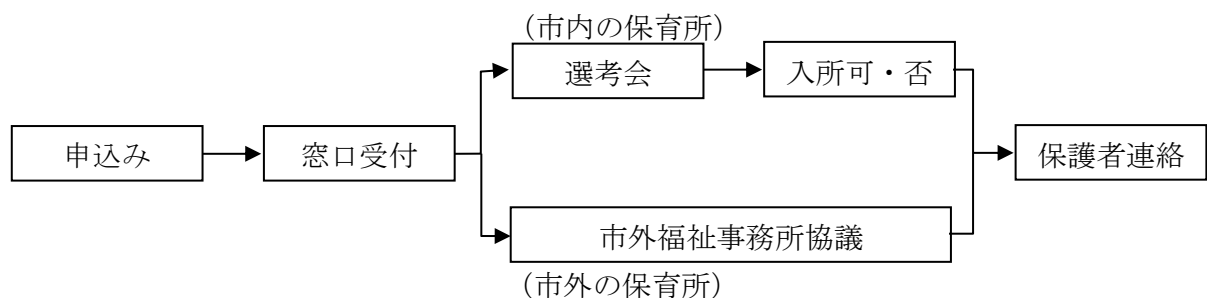 （市内の保育所）
選考会
入所可・否
申込み
窓口受付
保護者連絡
市外福祉事務所協議
（市外の保育所）